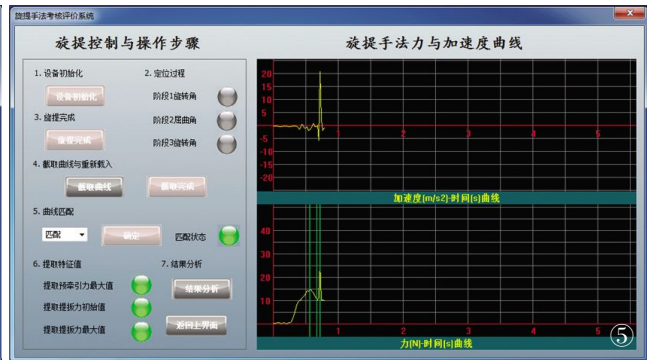 旋提手法考核评价系统
旋提控制与操作步骤
旋提手法力与加速度曲线
1. 设备初始化
2. 定位过程
设备初始化
阶段1旋转角
3. 旋提完成
阶段2屈曲角
旋提完成
阶段3旋转角
4. 截取曲线与重新载入
截取曲线
截取完成
5. 曲线匹配
匹配
确定
匹配状态
6. 提取特征值
7. 结果分析
提取预牵引力最大值
结果分析
提取提扳力初始值
提取提扳力最大值
返回上界面
20
15
10
5
-5
-10
-15
-20
1 2 3 4 5
加速度(m/s2)-时间(s)曲线
40
30
20
10
1 2 3 4 5
力(N)-时间(s)曲线
⑤